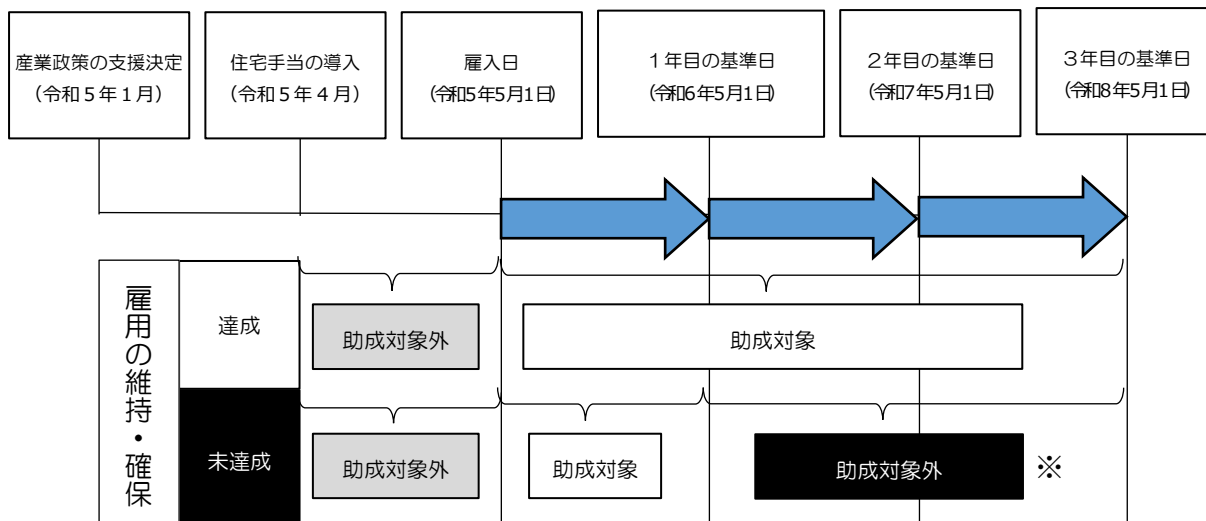 産業政策の支援決定
（令和５年１月）
住宅手当の導入
（令和５年４月）
雇入日
（令和5年5月1日）
１年目の基準日
（令和6年5月1日）
２年目の基準日
（令和7年5月1日）
３年目の基準日
（令和8年5月1日）
雇用の維持・確保
達成
助成対象外
助成対象
未達成
助成対象外
助成対象
助成対象外
※